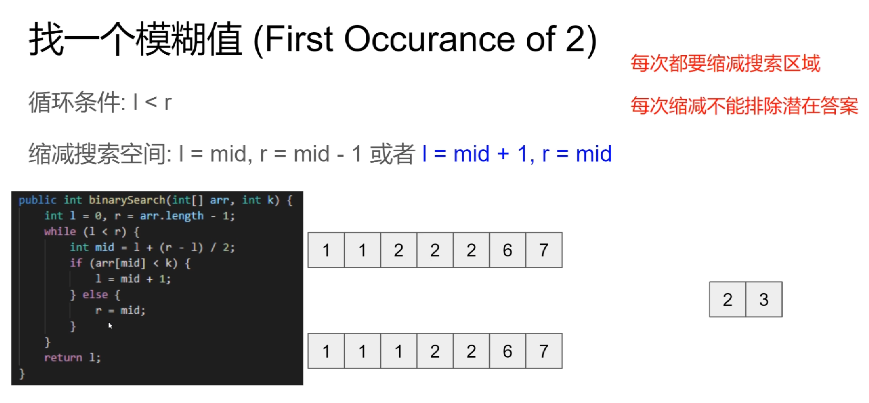 找一个模糊值 (First Occurance of 2)
每次都要缩减搜索区域
循环条件: l < r
每次缩减不能排除潜在答案
缩减搜索空间: l = mid, r = mid - 1 或者 l = mid + 1, r = mid
public int binarySearch(int[] arr, int k) {
int l = 0, r = arr.length - 1;
while (l < r) {
int mid = l + (r - l) / 2;
if (arr[mid] < k) {
l = mid + 1;
} else {
r = mid;
}
}
return l;
}
1 1 2 2 2 6 7
2 3
1 1 1 2 2 6 7